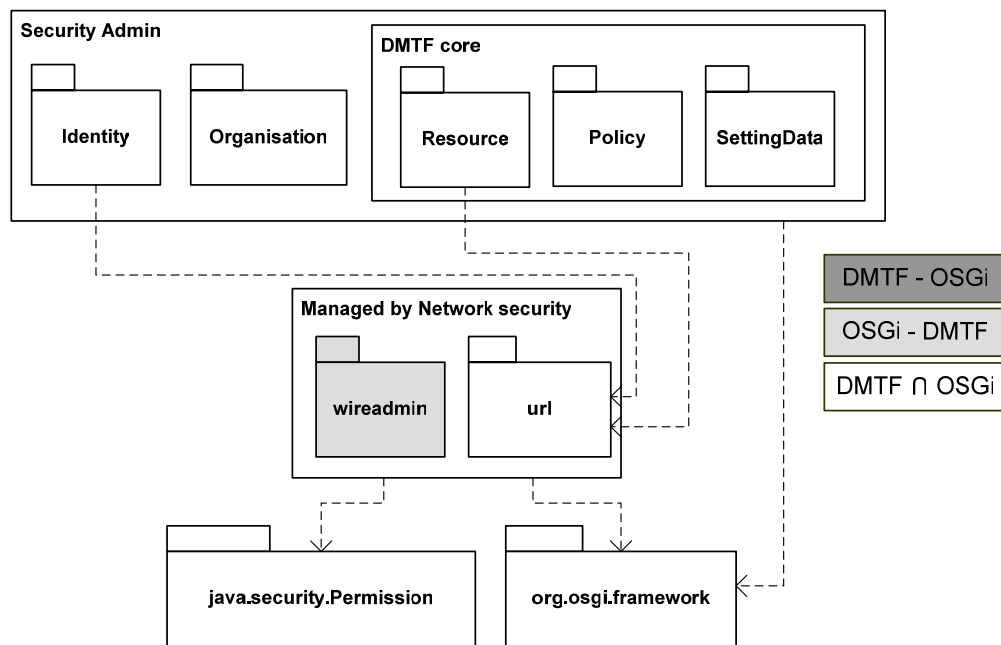 Security Admin
DMTF core
Identity
Organisation
Resource
Policy
SettingData
DMTF - OSGi
OSGi - DMTF
DMTF ∩ OSGi
Managed by Network security
wireadmin
url
java.security.Permission
org.osgi.framework